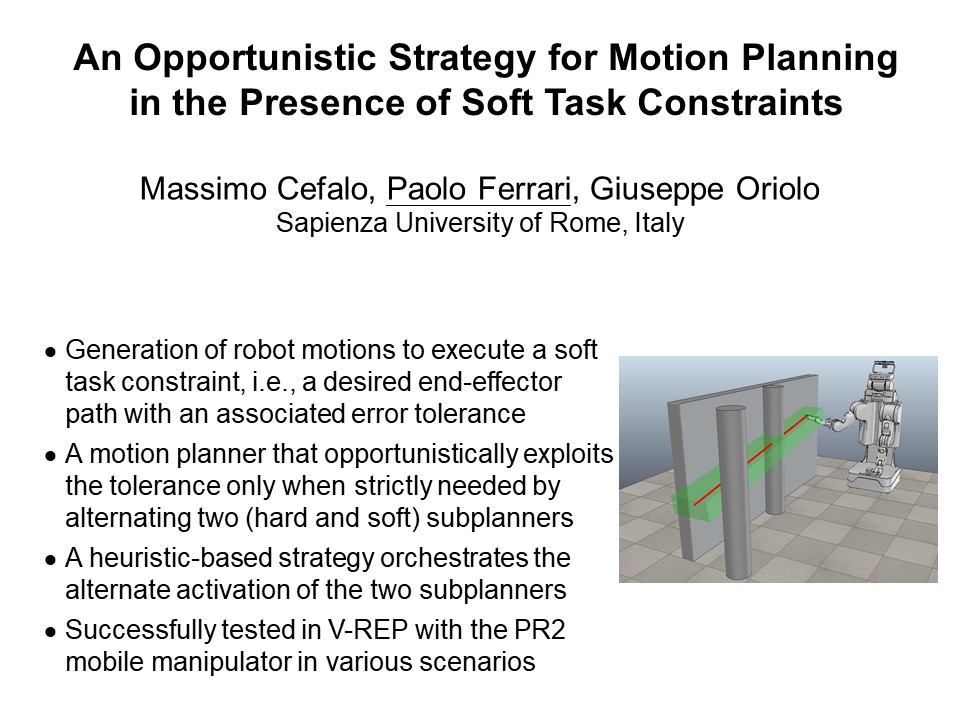 An Opportunistic Strategy for Motion Planning
in the Presence of Soft Task Constraints
Massimo Cefalo, Paolo Ferrari, Giuseppe Oriolo
Sapienza University of Rome, Italy
● Generation of robot motions to execute a soft
task constraint, i.e., a desired end-effector
path with an associated error tolerance
● A motion planner that opportunistically exploits
the tolerance only when strictly needed by
alternating two (hard and soft) subplanners
● A heuristic-based strategy orchestrates the
alternate activation of the two subplanners
● Successfully tested in V-REP with the PR2
mobile manipulator in various scenarios